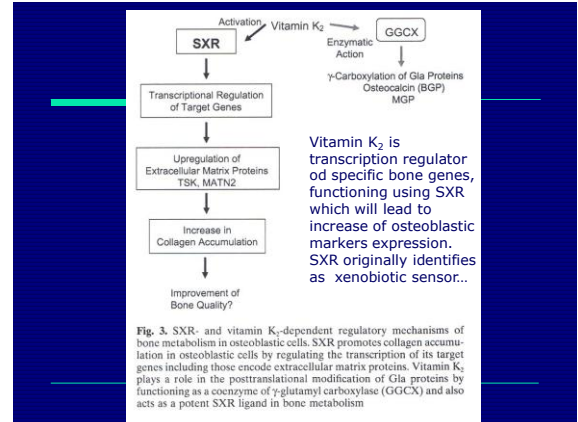 Activation
Vitamin K₂
SXR
GGCX
Enzymatic
Action
γ-Carboxylation of Gla Proteins
Osteocalcin (BGP)
MGP
Transcriptional Regulation
of Target Genes
Upregulation of
Extracellular Matrix Proteins
TSK, MATN2
Increase in
Collagen Accumulation
Improvement of
Bone Quality?
Vitamin K₂ is
transcription regulator
od specific bone genes,
functioning using SXR
which will lead to
increase of osteoblastic
markers expression.
SXR originally identifies
as xenobiotic sensor...
Fig. 3. SXR- and vitamin K₂-dependent regulatory mechanisms of
bone metabolism in osteoblastic cells. SXR promotes collagen accumu-
lation in osteoblastic cells by regulating the transcription of its target
genes including those encode extracellular matrix proteins. Vitamin K₂
plays a role in the posttranslational modification of Gla proteins by
functioning as a coenzyme of γ-glutamyl carboxylase (GGCX) and also
acts as a potent SXR ligand in bone metabolism